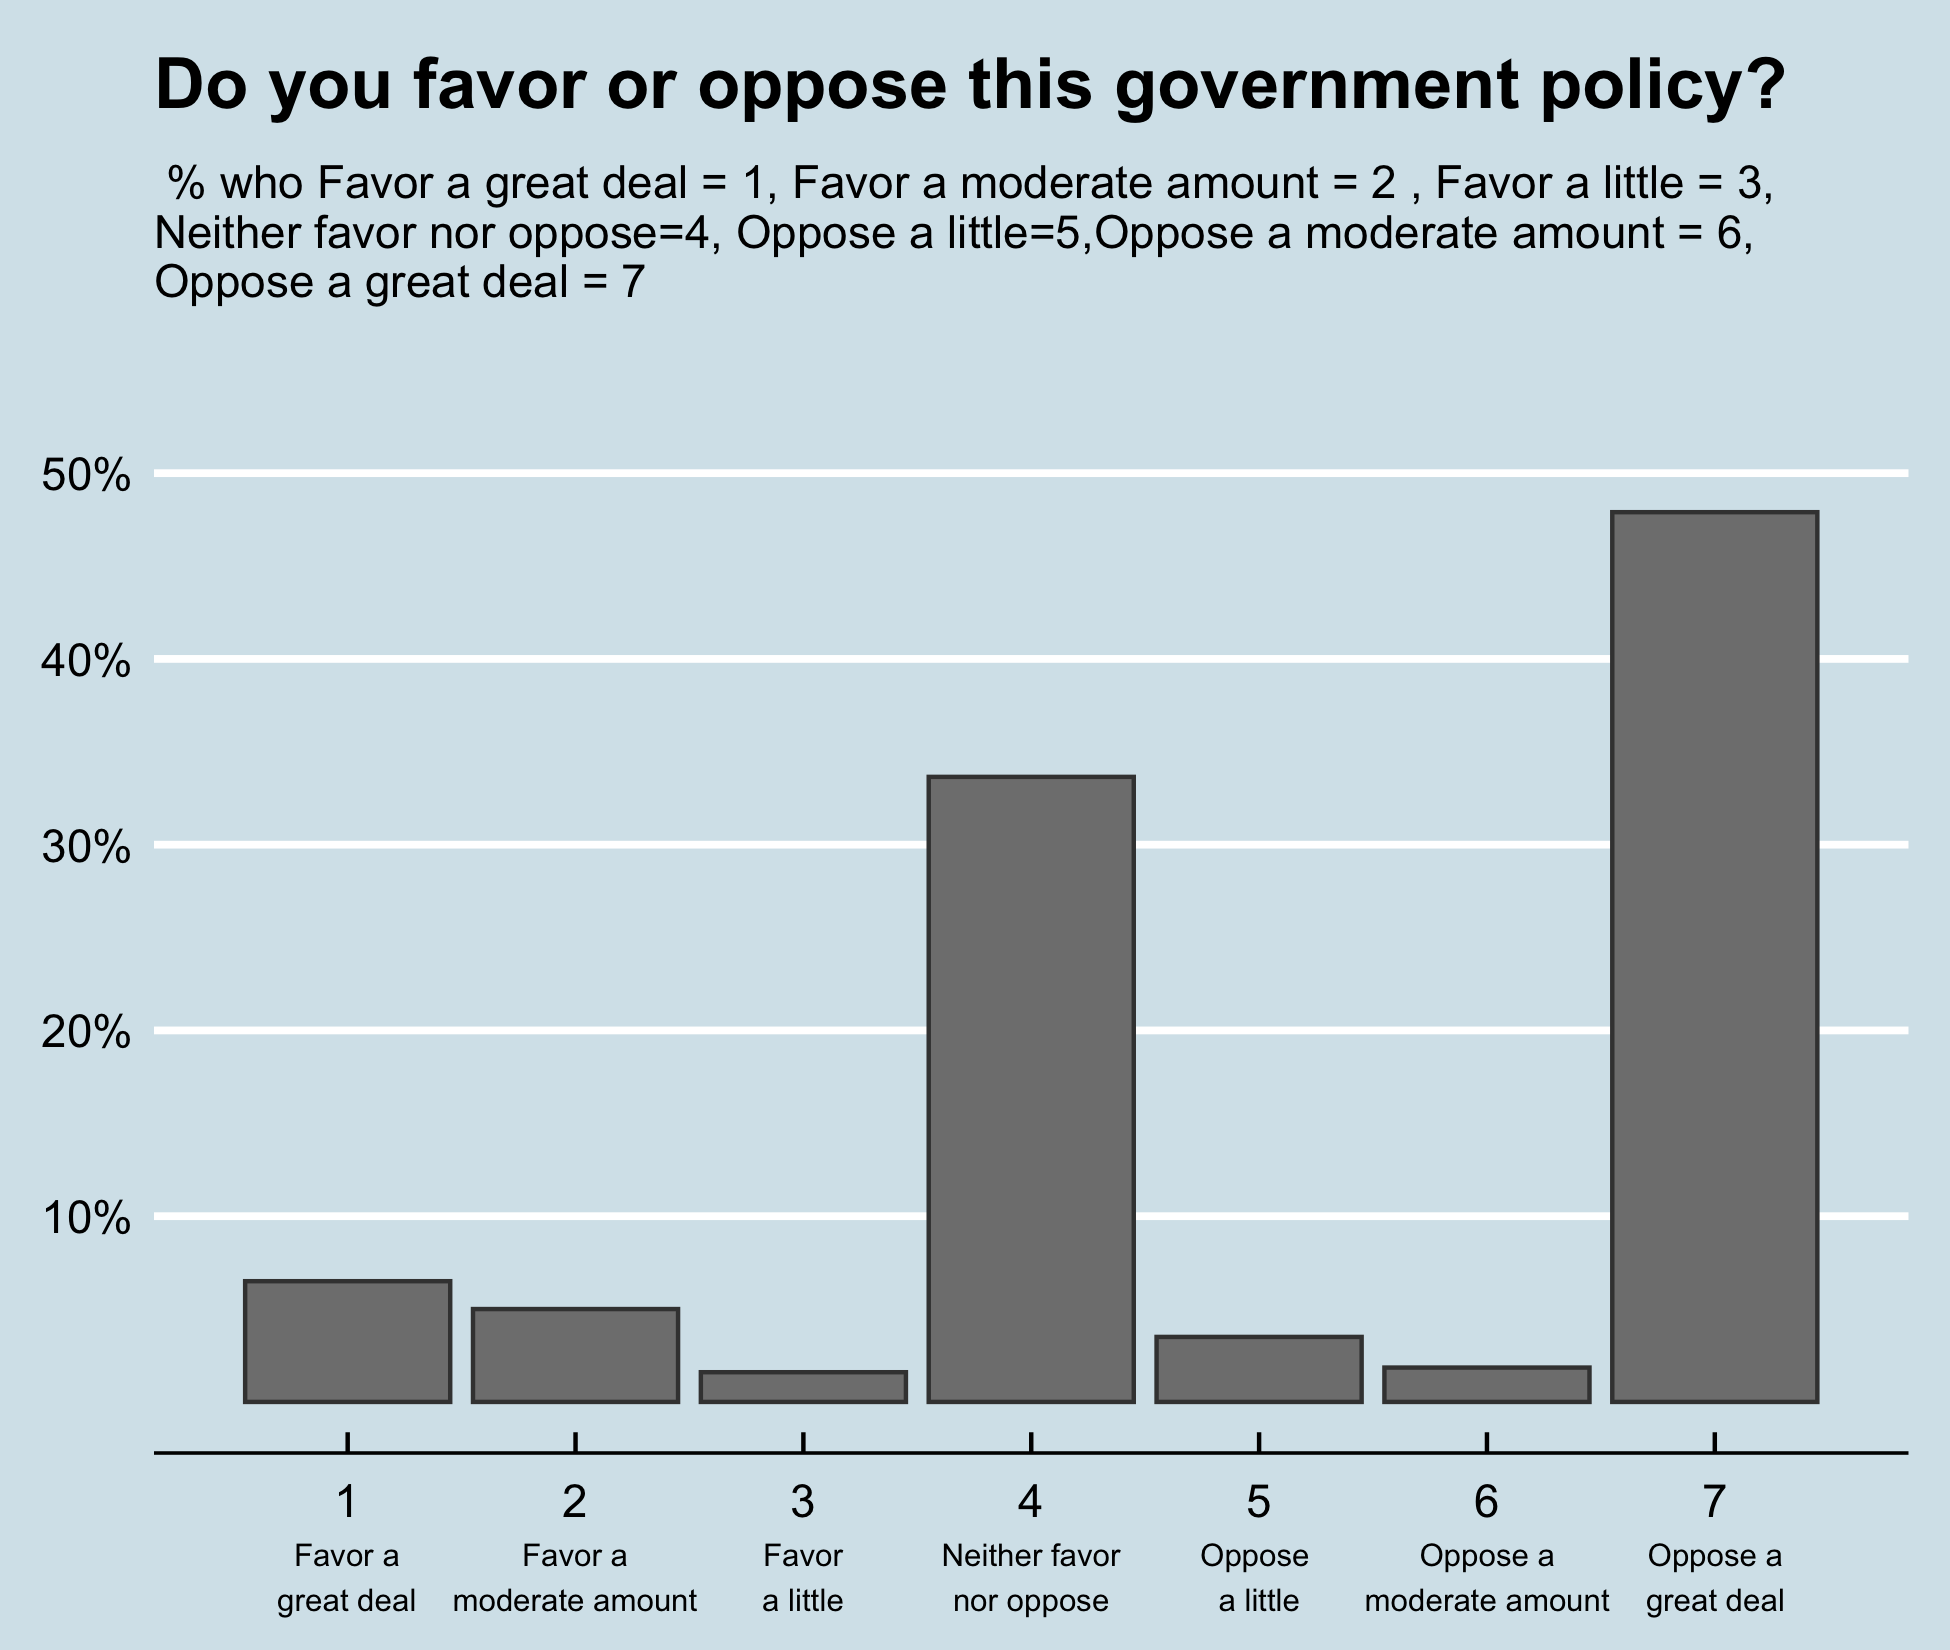 Do you favor or oppose this government policy?
% who Favor a great deal = 1, Favor a moderate amount = 2 , Favor a little = 3,
Neither favor nor oppose=4, Oppose a little=5,Oppose a moderate amount = 6,
Oppose a great deal = 7
50%
40%
30%
20%
10%
1 2 3 4 5 6 7
Favor a Favor a Favor Neither favor Oppose Oppose a Oppose a
great deal moderate amount a little nor oppose a little moderate amount great deal